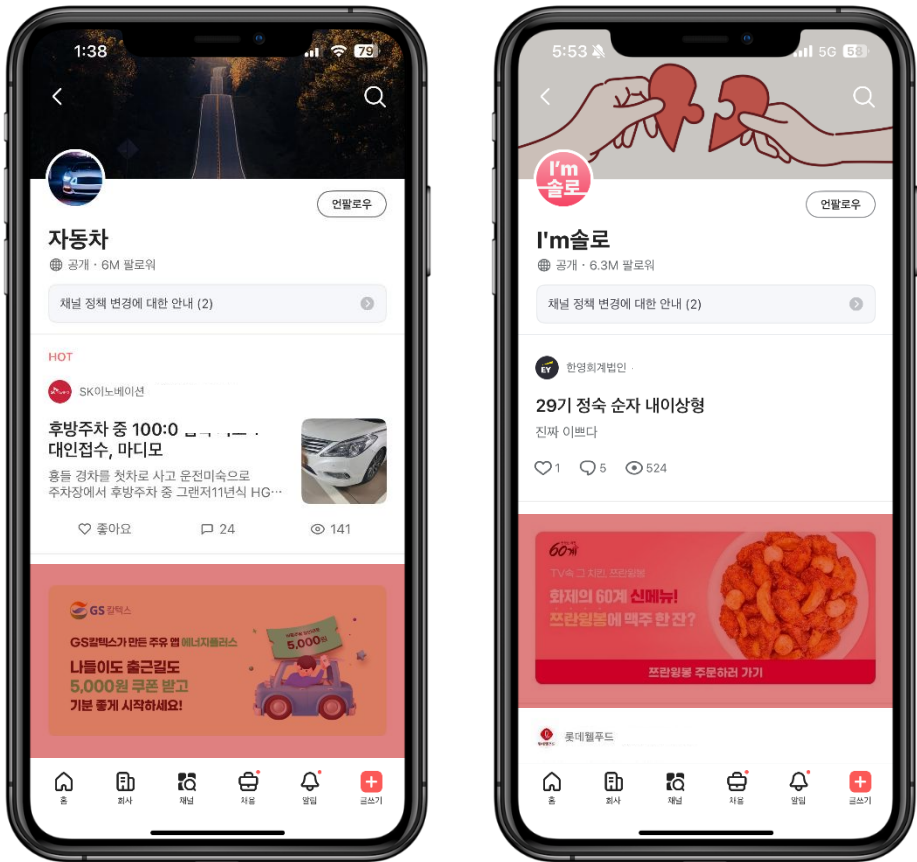 1:38
79
언팔로우
자동차
공개 · 6M 팔로워
채널 정책 변경에 대한 안내 (2)
HOT
SK이노베이션
후방주차 중 100:0
대인접수, 마디모
흉들 경차를 첫차로 사고 운전미숙으로
주차장에서 후방주차 중 그랜저11년식 HG…
좋아요
24
141
GS칼텍스
GS칼텍스가 만든 주유 앱 에너지플러스
5,000원
나들이도 출근길도
5,000원 쿠폰 받고
기분 좋게 시작하세요!
홈
회사
채널
채용
알림
글쓰기
5:53
5G
58
I'm
솔로
언팔로우
I'm솔로
공개 · 6.3M 팔로워
채널 정책 변경에 대한 안내 (2)
EY
한영회계법인 ·
29기 정숙 순자 내이상형
진짜 이쁘다
1
5
524
60계
TV속 그 치킨, 쯔란윙봉
화제의 60계 신메뉴!
쯔란윙봉에 맥주 한 잔?
쯔란윙봉 주문하러 가기
롯데웰푸드
홈
회사
채널
채용
알림
글쓰기